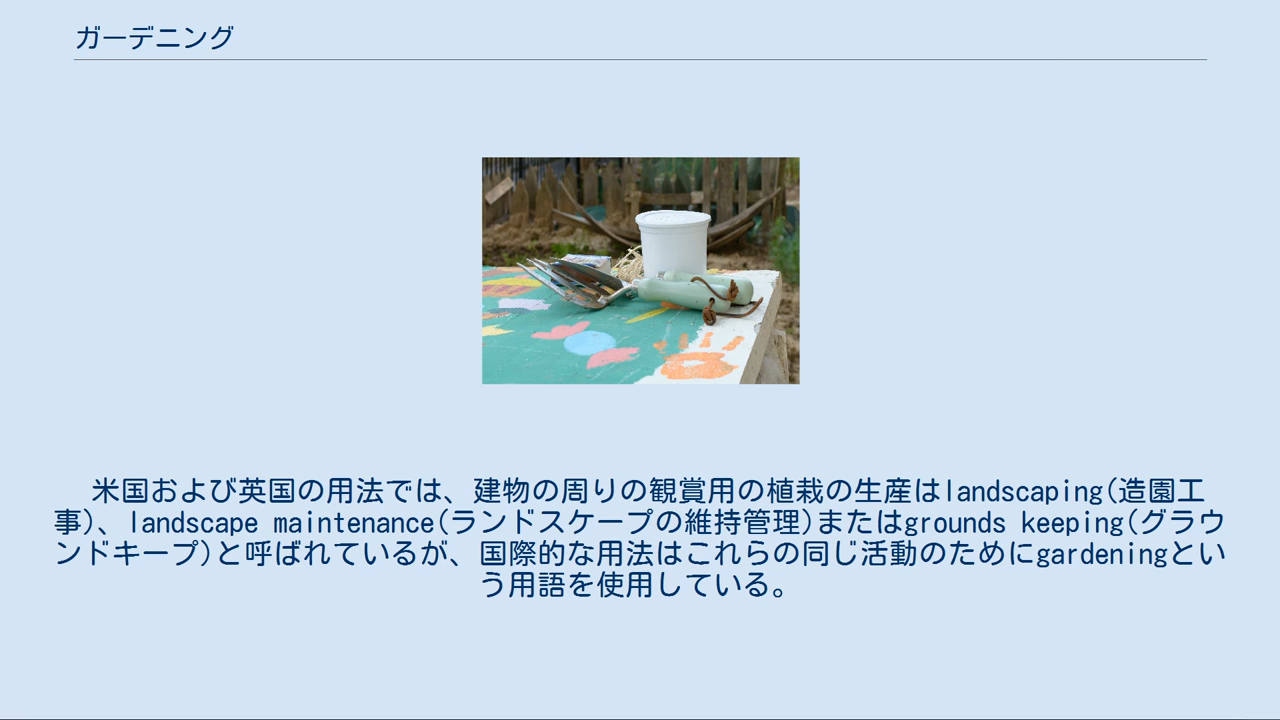 ガーデニング
米国および英国の用法では、建物の周りの観賞用の植栽の生産はlandscaping(造園工
事)、landscape maintenance(ランドスケープの維持管理)またはgrounds keeping(グラウ
ンドキープ)と呼ばれているが、国際的な用法はこれらの同じ活動のためにgardeningとい
う用語を使用している。